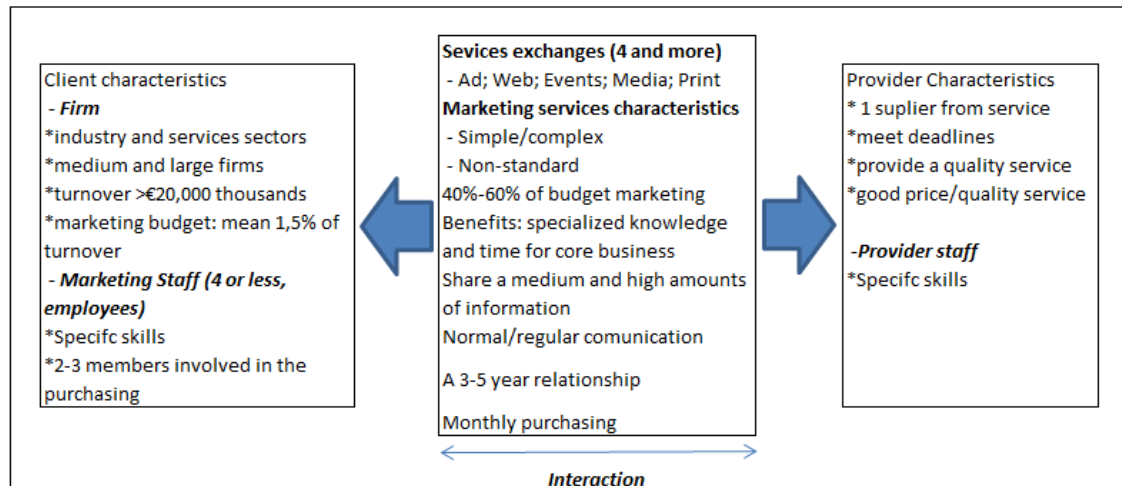 Client characteristics
- Firm
*industry and services sectors
*medium and large firms
*turnover >€20,000 thousands
*marketing budget: mean 1,5% of
turnover
- Marketing Staff (4 or less,
employees)
*Specifc skills
*2-3 members involved in the
purchasing
Sevices exchanges (4 and more)
- Ad; Web; Events; Media; Print
Marketing services characteristics
- Simple/complex
- Non-standard
40%-60% of budget marketing
Benefits: specialized knowledge
and time for core business
Share a medium and high amounts
of information
Normal/regular comunication
A 3-5 year relationship
Monthly purchasing
Provider Characteristics
* 1 suplier from service
*meet deadlines
*provide a quality service
*good price/quality service
-Provider staff
*Specifc skills
Interaction